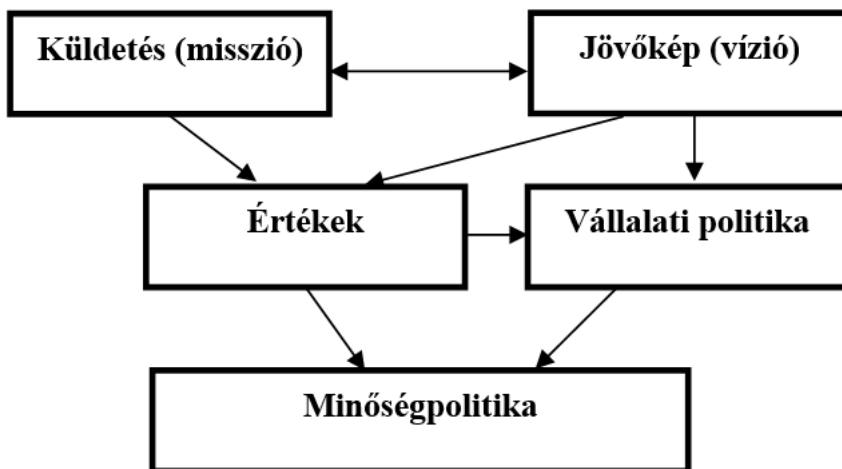 Küldetés (misszió)
Jövőkép (vízió)
Értékek
Vállalati politika
Minőségpolitika